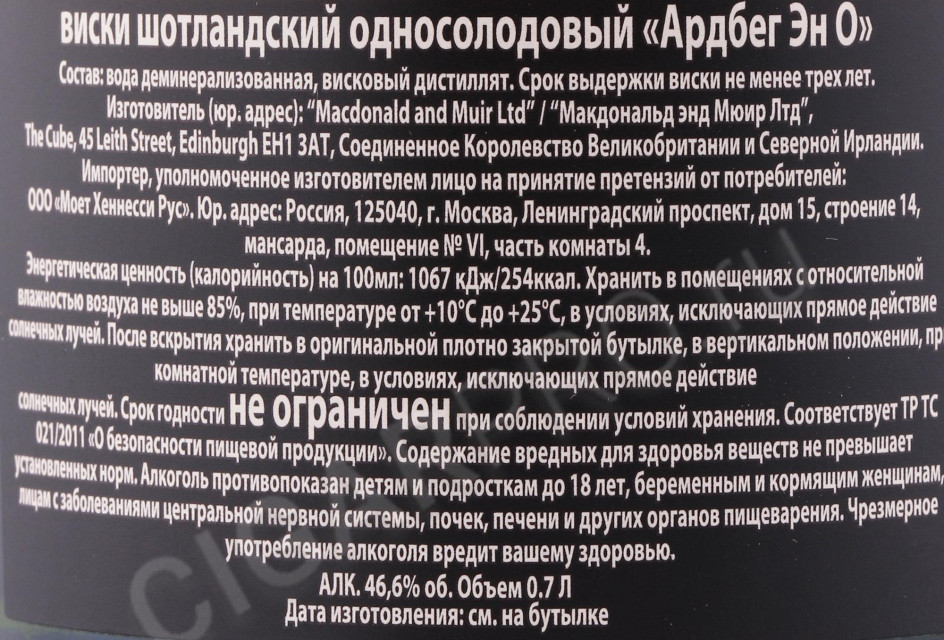 виски шотландский односолодовый «Ардбег Эн О»
Состав: вода деминерализованная, висковый дистиллят. Срок выдержки виски не менее трех лет.
Изготовитель (юр. адрес): “Macdonald and Muir Ltd” / “Макдональд энд Мюир Лтд”,
The Cube, 45 Leith Street, Edinburgh EH1 3AT, Соединенное Королевство Великобритании и Северной Ирландии.
Импортер, уполномоченное изготовителем лицо на принятие претензий от потребителей:
ООО «Моет Хеннесси Рус». Юр. адрес: Россия, 125040, г. Москва, Ленинградский проспект, дом 15, строение 14,
мансарда, помещение № VI, часть комнаты 4.
Энергетическая ценность (калорийность) на 100мл: 1067 кДж/254ккал. Хранить в помещениях с относительной
влажностью воздуха не выше 85%, при температуре от +10°С до +25°С, в условиях, исключающих прямое действие
солнечных лучей. После вскрытия хранить в оригинальной плотно закрытой бутылке, в вертикальном положении, пр
комнатной температуре, в условиях, исключающих прямое действие
солнечных лучей. Срок годности не ограничен при соблюдении условий хранения. Соответствует ТР ТС
021/2011 «О безопасности пищевой продукции». Содержание вредных для здоровья веществ не превышает
установленных норм. Алкоголь противопоказан детям и подросткам до 18 лет, беременным и кормящим женщинам,
лицам с заболеваниями центральной нервной системы, почек, печени и других органов пищеварения. Чрезмерное
употребление алкоголя вредит вашему здоровью.
АЛК. 46,6% об. Объем 0.7 Л
Дата изготовления: см. на бутылке
CIGARPRO.ru